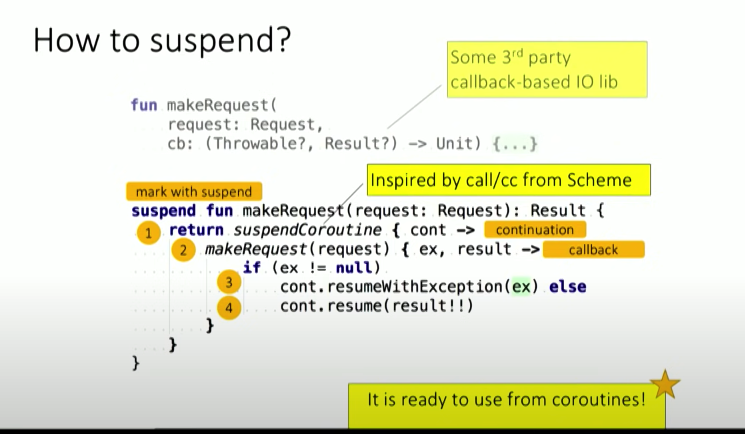 How to suspend?
Some 3rd party
callback-based IO lib
fun makeRequest(
request: Request,
cb: (Throwable?, Result?) -> Unit) {...}
Inspired by call/cc from Scheme
mark with suspend
suspend fun makeRequest(request: Request): Result {
1 return suspendCoroutine { cont -> continuation
2 makeRequest(request) { ex, result -> callback
if (ex != null)
3 cont.resumeWithException(ex) else
4 cont.resume(result!!)
}
}
}
It is ready to use from coroutines!